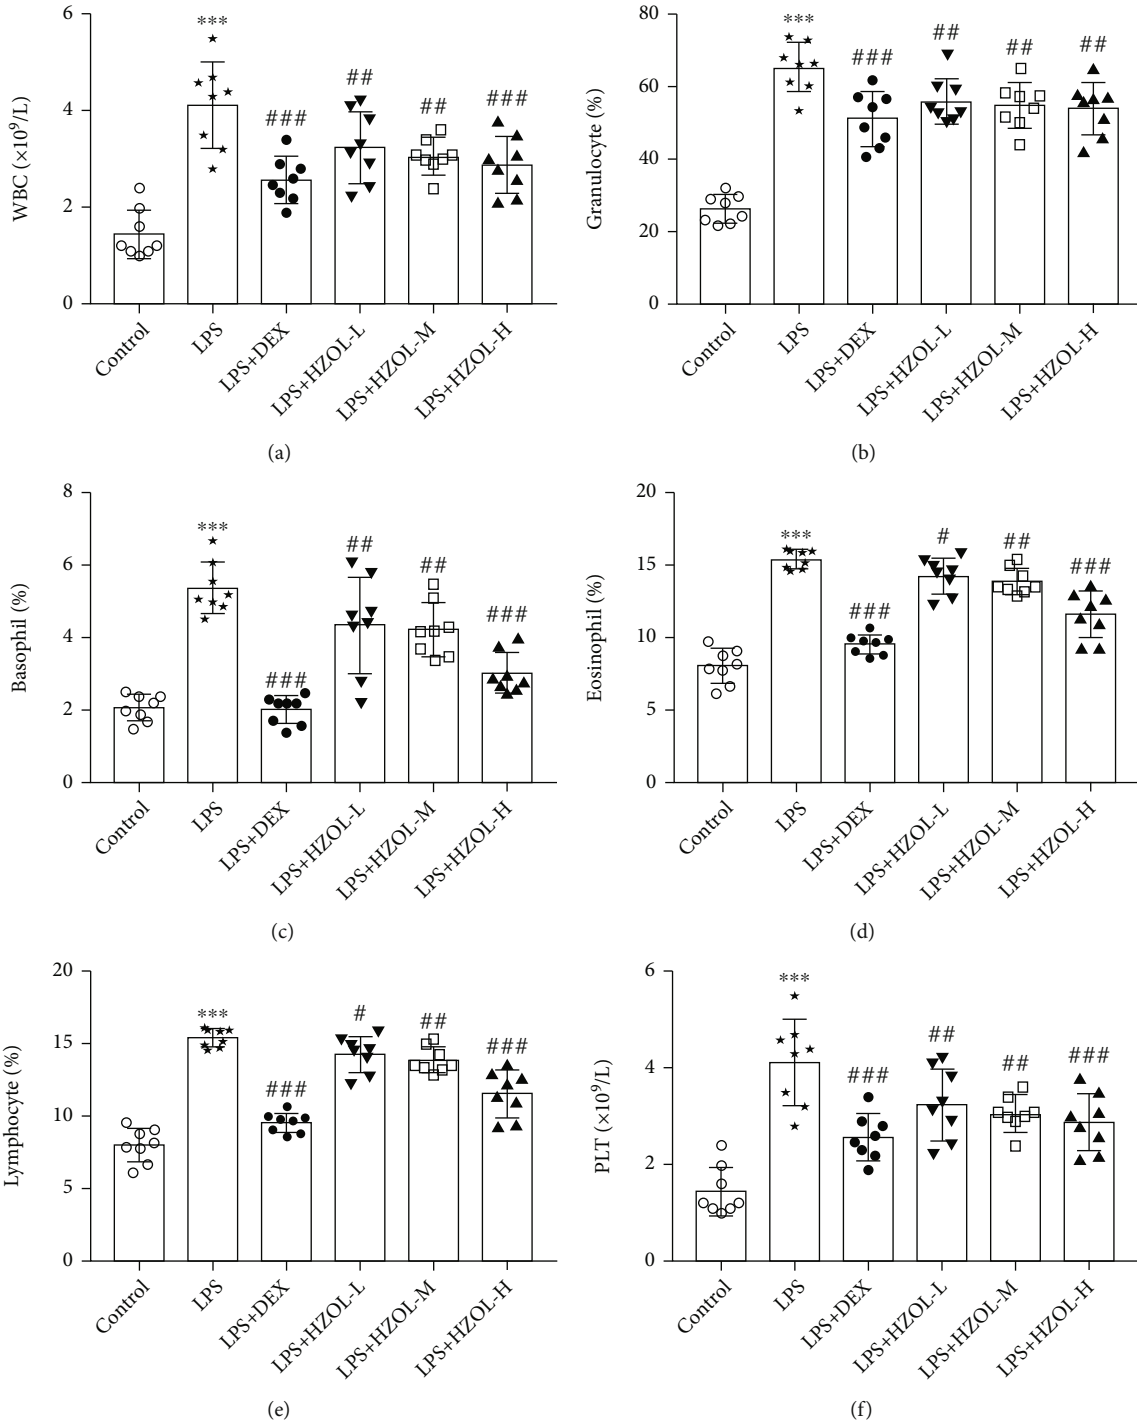 6
4
2
0
WBC (×10⁹/L)
***
###
##
##
###
Control
LPS
LPS+DEX
LPS+HZOL-L
LPS+HZOL-M
LPS+HZOL-H
(a)
80
60
40
20
0
Granulocyte (%)
***
###
##
##
##
Control
LPS
LPS+DEX
LPS+HZOL-L
LPS+HZOL-M
LPS+HZOL-H
(b)
8
6
4
2
0
Basophil (%)
***
###
##
##
###
Control
LPS
LPS+DEX
LPS+HZOL-L
LPS+HZOL-M
LPS+HZOL-H
(c)
20
15
10
5
0
Eosinophil (%)
***
###
#
##
###
Control
LPS
LPS+DEX
LPS+HZOL-L
LPS+HZOL-M
LPS+HZOL-H
(d)
20
15
10
5
0
Lymphocyte (%)
***
###
#
##
###
Control
LPS
LPS+DEX
LPS+HZOL-L
LPS+HZOL-M
LPS+HZOL-H
(e)
6
4
2
0
PLT (×10⁹/L)
***
###
##
##
###
Control
LPS
LPS+DEX
LPS+HZOL-L
LPS+HZOL-M
LPS+HZOL-H
(f)